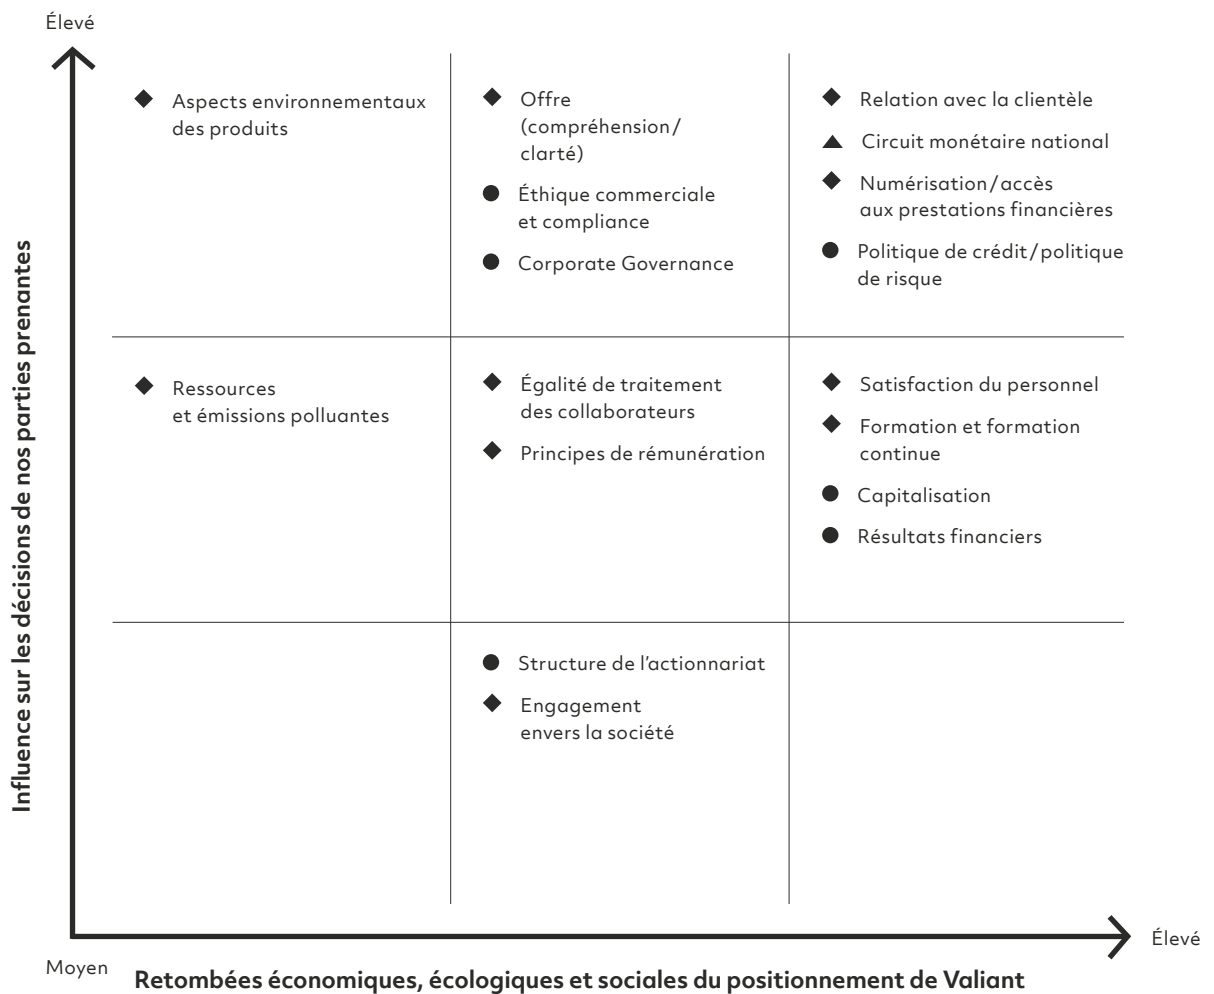 Élevé
Influence sur les décisions de nos parties prenantes
Aspects environnementaux
des produits
Offre
(compréhension/
clarté)
Éthique commerciale
et compliance
Corporate Governance
Relation avec la clientèle
Circuit monétaire national
Numérisation/accès
aux prestations financières
Politique de crédit/politique
de risque
Ressources
et émissions polluantes
Égalité de traitement
des collaborateurs
Principes de rémunération
Satisfaction du personnel
Formation et formation
continue
Capitalisation
Résultats financiers
Structure de l’actionnariat
Engagement
envers la société
Élevé
Moyen
Retombées économiques, écologiques et sociales du positionnement de Valiant